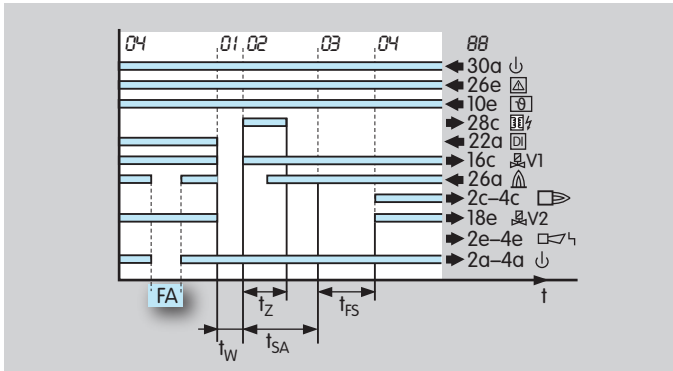 04 01 02 03 04 88
30a
26e
10e
28c
22a DI
16c V1
26a
2c–4c
18e V2
2e–4e
2a–4a
FA tZ tFS t
tW tSA